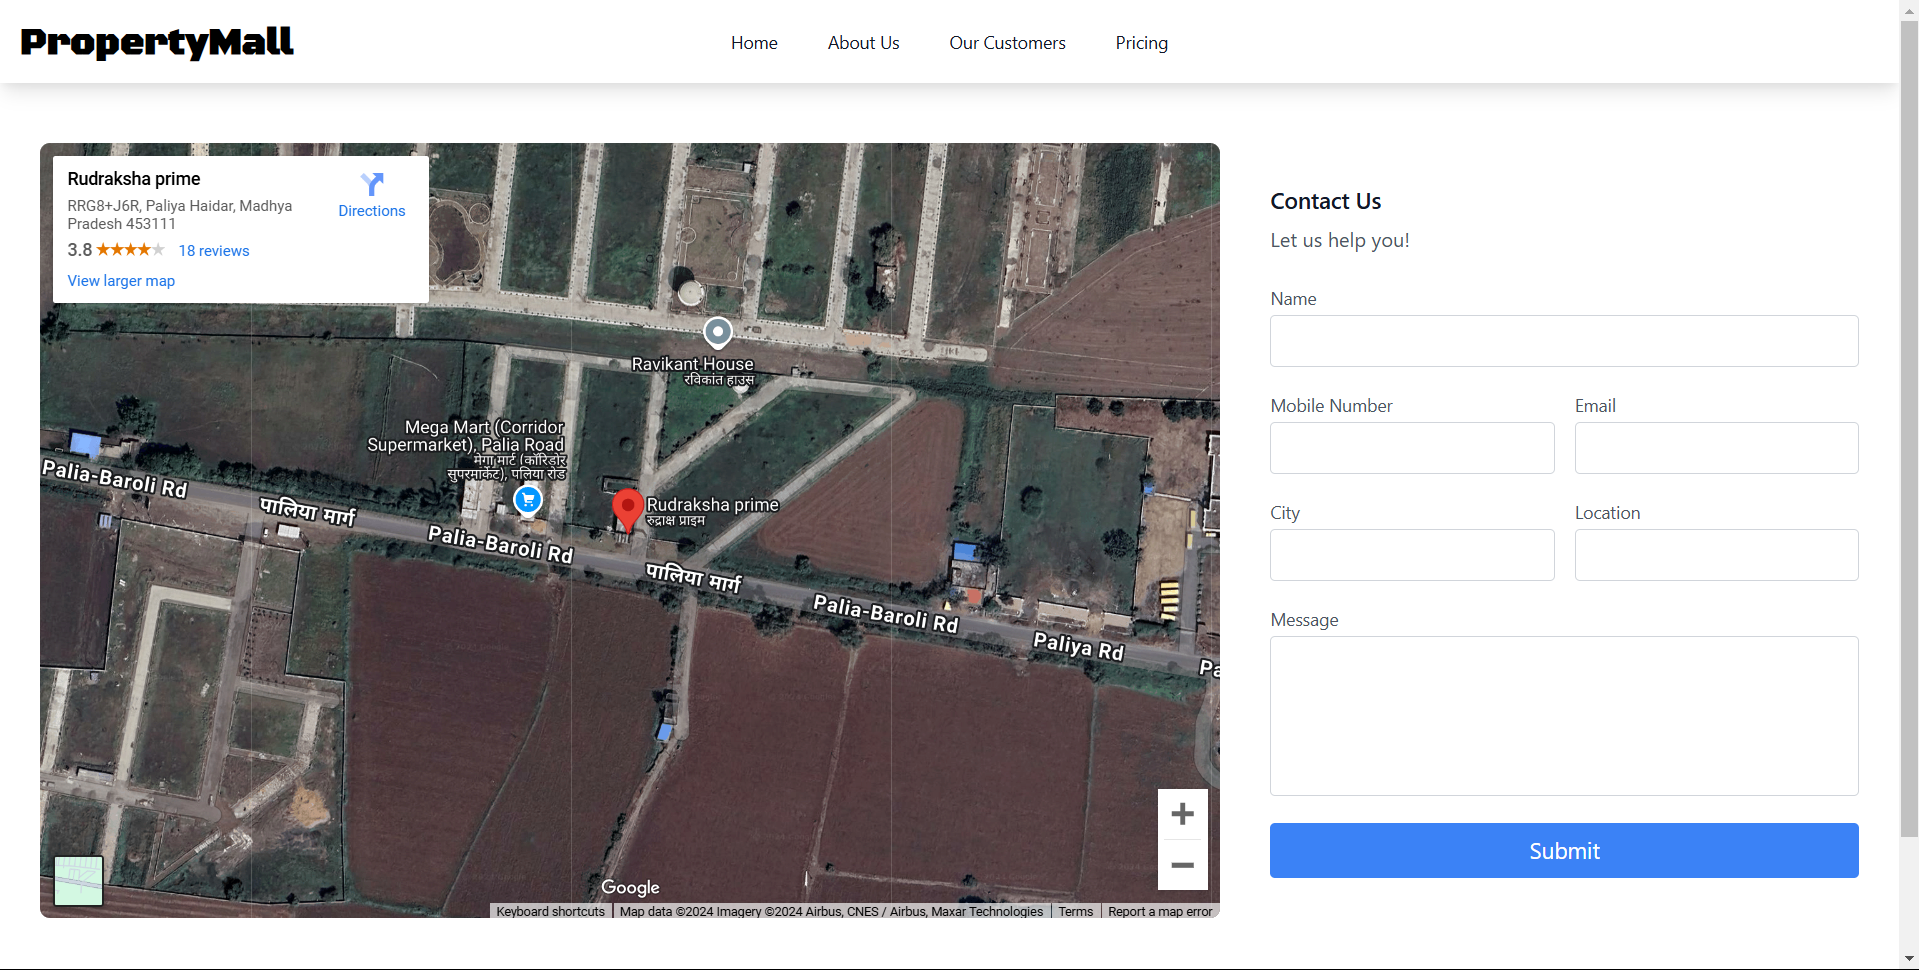 PropertyMall
Home
About Us
Our Customers
Pricing
Rudraksha prime
RRG8+J6R, Paliya Haidar, Madhya
Pradesh 453111
3.8
18 reviews
View larger map
Directions
Ravikant House
रविकांत हाउस
Mega Mart (Corridor
Supermarket), Palia Road
मेगा मार्ट (कॉरिडोर
सुपरमार्केट), पलिया रोड
Palia-Baroli Rd
पालिया मार्ग
Rudraksha prime
रुद्राक्ष प्राइम
Palia-Baroli Rd
पालिया मार्ग
Palia-Baroli Rd
Paliya Rd
Pa
Google
Keyboard shortcuts
Map data ©2024 Imagery ©2024 Airbus, CNES / Airbus, Maxar Technologies
Terms
Report a map error
Contact Us
Let us help you!
Name
Mobile Number
Email
City
Location
Message
Submit